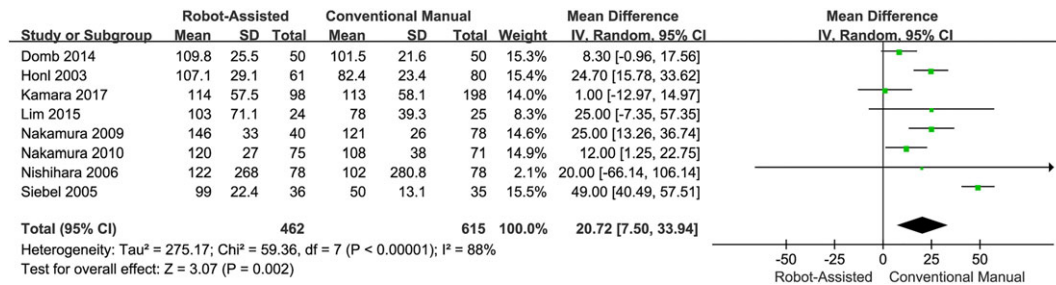 Robot-Assisted Conventional Manual Mean Difference Mean Difference
Study or Subgroup Mean SD Total Mean SD Total Weight IV, Random, 95% CI IV, Random, 95% CI
Domb 2014 109.8 25.5 50 101.5 21.6 50 15.3% 8.30 [-0.96, 17.56]
Honl 2003 107.1 29.1 61 82.4 23.4 80 15.3% 24.70 [15.78, 33.62]
Kamara 2017 114 57.5 98 113 58.1 198 14.0% 1.00 [-12.97, 14.97]
Lim 2015 103 71.1 24 78 39.3 25 8.3% 25.00 [-7.35, 57.35]
Nakamura 2009 146 33 40 121 26 78 14.6% 25.00 [13.26, 36.74]
Nakamura 2010 120 27 75 108 38 71 14.9% 12.00 [1.25, 22.75]
Nishihara 2006 122 268 78 102 280.8 78 2.1% 20.00 [-66.14, 106.14]
Siebel 2005 99 22.4 36 50 13.1 35 15.5% 49.00 [40.49, 57.51]
Total (95% CI) 462 615 100.0% 20.72 [7.50, 33.94]
Heterogeneity: Tau² = 275.17; Chi² = 59.36, df = 7 (P < 0.00001); I² = 88%
Test for overall effect: Z = 3.07 (P = 0.002)
-50 -25 0 25 50
Robot-Assisted Conventional Manual